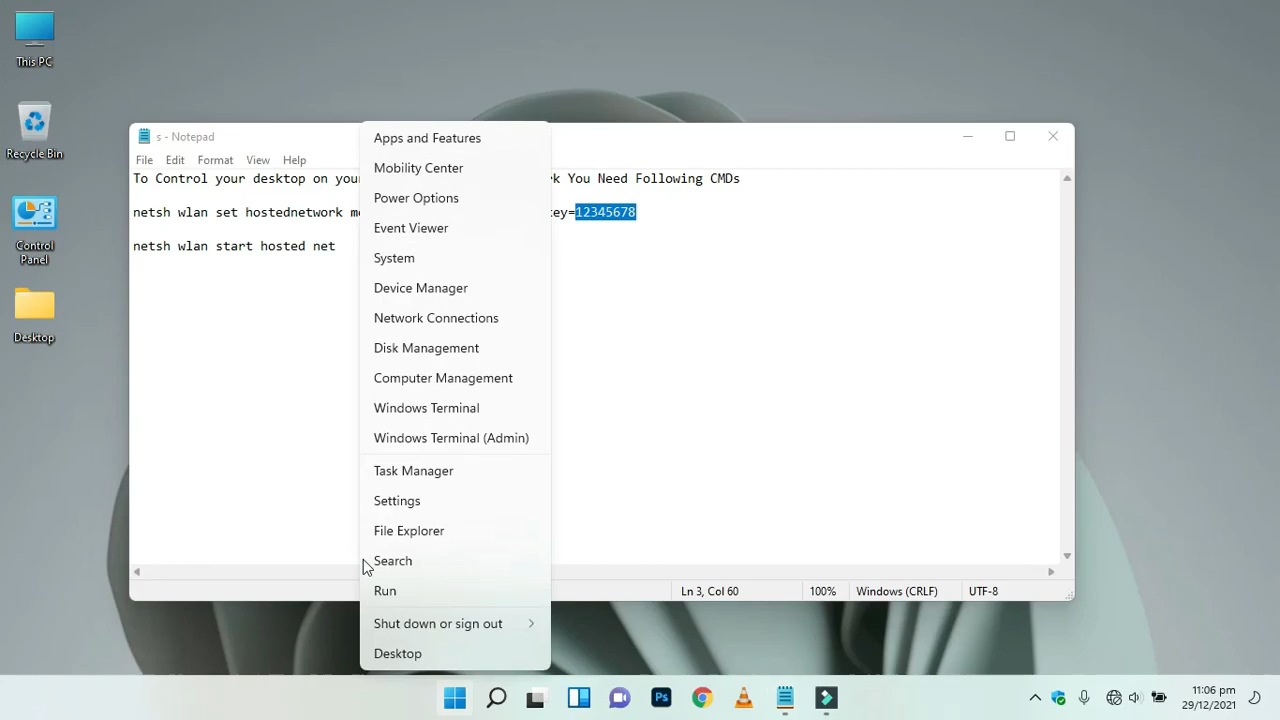 This PC
Recycle Bin
Control
Panel
Desktop
s - Notepad
File Edit Format View Help
To Control your desktop on your k You Need Following CMDs
netsh wlan set hostednetwork key=12345678
netsh wlan start hosted net
Ln 3, Col 60 100% Windows (CRLF) UTF-8
Apps and Features
Mobility Center
Power Options
Event Viewer
System
Device Manager
Network Connections
Disk Management
Computer Management
Windows Terminal
Windows Terminal (Admin)
Task Manager
Settings
File Explorer
Search
Run
Shut down or sign out
Desktop
Ps
11:06 pm
29/12/2021